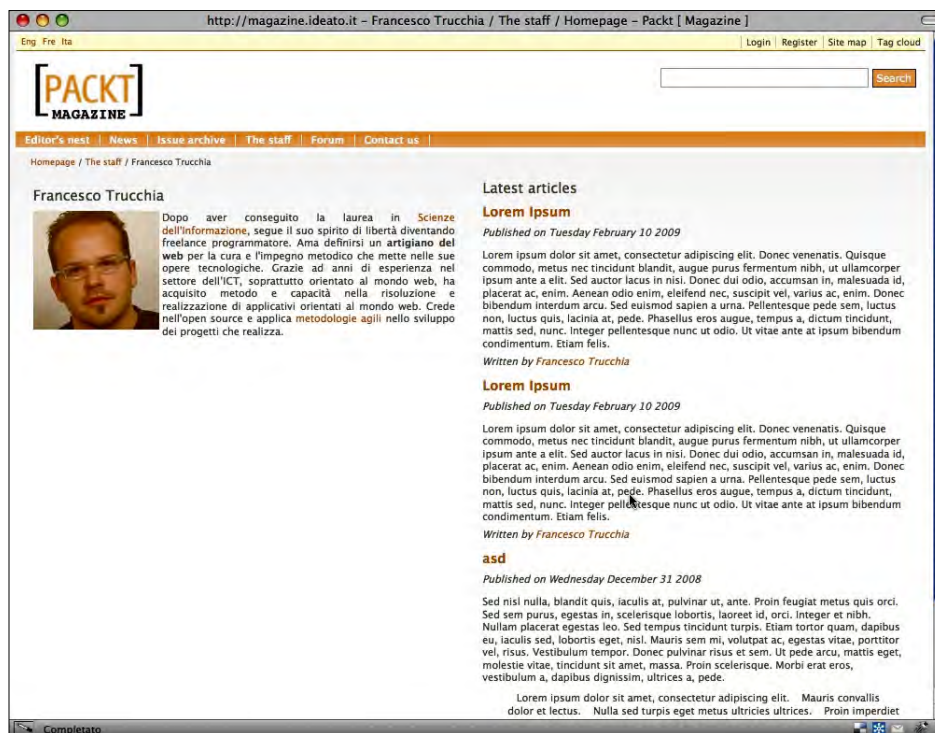 http://magazine.ideato.it – Francesco Trucchia / The staff / Homepage – Packt [ Magazine ]
Eng Fre Ita
Login Register Site map Tag cloud
[PACKT]
MAGAZINE
Search
Editor's nest News Issue archive The staff Forum Contact us
Homepage / The staff / Francesco Trucchia
Francesco Trucchia
Dopo aver conseguito la laurea in Scienze
dell'Informazione, segue il suo spirito di libertà diventando
freelance programmatore. Ama definirsi un artigiano del
web per la cura e l'impegno metodico che mette nelle sue
opere tecnologiche. Grazie ad anni di esperienza nel
settore dell'ICT, soprattutto orientato al mondo web, ha
acquisito metodo e capacità nella risoluzione e
realizzazione di applicativi orientati al mondo web. Crede
nell'open source e applica metodologie agili nello sviluppo
dei progetti che realizza.
Latest articles
Lorem Ipsum
Published on Tuesday February 10 2009
Lorem ipsum dolor sit amet, consectetur adipiscing elit. Donec venenatis. Quisque
commodo, metus nec tincidunt blandit, augue purus fermentum nibh, ut ullamcorper
ipsum ante a elit. Sed auctor lacus in nisi. Donec dui odio, accumsan in, malesuada id,
placerat ac, enim. Aenean odio enim, eleifend nec, suscipit vel, varius ac, enim. Donec
bibendum interdum arcu. Sed euismod sapien a urna. Pellentesque pede sem, luctus
non, luctus quis, lacinia at, pede. Phasellus eros augue, tempus a, dictum tincidunt,
mattis sed, nunc. Integer pellentesque nunc ut odio. Ut vitae ante at ipsum bibendum
condimentum. Etiam felis.
Written by Francesco Trucchia
Lorem Ipsum
Published on Tuesday February 10 2009
Lorem ipsum dolor sit amet, consectetur adipiscing elit. Donec venenatis. Quisque
commodo, metus nec tincidunt blandit, augue purus fermentum nibh, ut ullamcorper
ipsum ante a elit. Sed auctor lacus in nisi. Donec dui odio, accumsan in, malesuada id,
placerat ac, enim. Aenean odio enim, eleifend nec, suscipit vel, varius ac, enim. Donec
bibendum interdum arcu. Sed euismod sapien a urna. Pellentesque pede sem, luctus
non, luctus quis, lacinia at, pede. Phasellus eros augue, tempus a, dictum tincidunt,
mattis sed, nunc. Integer pellentesque nunc ut odio. Ut vitae ante at ipsum bibendum
condimentum. Etiam felis.
Written by Francesco Trucchia
asd
Published on Wednesday December 31 2008
Sed nisl nulla, blandit quis, iaculis at, pulvinar ut, ante. Proin feugiat metus quis orci.
Sed sem purus, egestas in, scelerisque lobortis, laoreet id, orci. Integer et nibh.
Nullam placerat egestas leo. Sed tempus tincidunt turpis. Etiam tortor quam, dapibus
eu, iaculis sed, lobortis eget, nisl. Mauris sem mi, volutpat ac, egestas vitae, porttitor
vel, risus. Vestibulum tempor. Donec pulvinar risus et sem. Ut pede arcu, mattis eget,
molestie vitae, tincidunt sit amet, massa. Proin scelerisque. Morbi erat eros,
vestibulum a, dapibus dignissim, ultrices a, pede.
Lorem ipsum dolor sit amet, consectetur adipiscing elit. Mauris convallis
dolor et lectus. Nulla sed turpis eget metus ultricies ultrices. Proin imperdiet
Completato